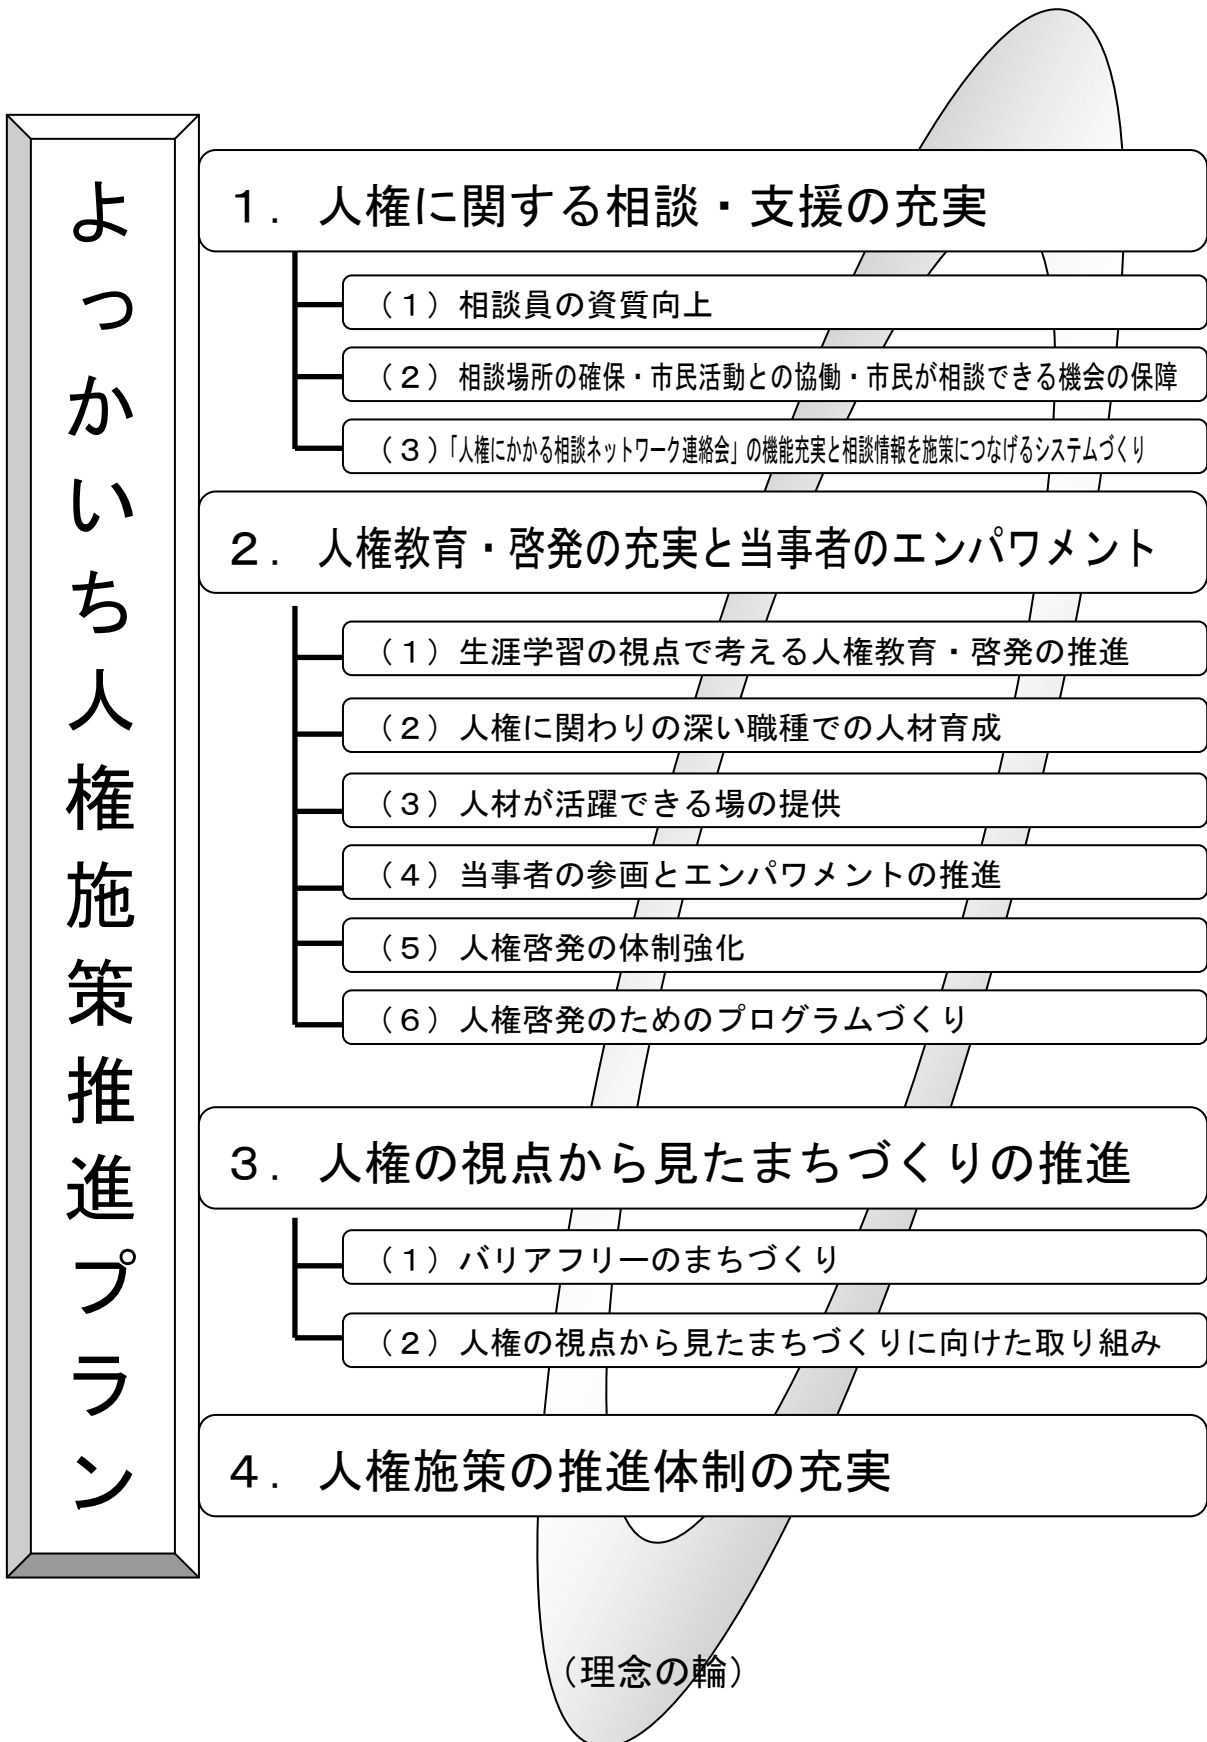 よっかいち人権施策推進プラン
１．人権に関する相談・支援の充実
（１）相談員の資質向上
（２）相談場所の確保・市民活動との協働・市民が相談できる機会の保障
（３）「人権にかかる相談ネットワーク連絡会」の機能充実と相談情報を施策につなげるシステムづくり
２．人権教育・啓発の充実と当事者のエンパワメント
（１）生涯学習の視点で考える人権教育・啓発の推進
（２）人権に関わりの深い職種での人材育成
（３）人材が活躍できる場の提供
（４）当事者の参画とエンパワメントの推進
（５）人権啓発の体制強化
（６）人権啓発のためのプログラムづくり
３．人権の視点から見たまちづくりの推進
（１）バリアフリーのまちづくり
（２）人権の視点から見たまちづくりに向けた取り組み
４．人権施策の推進体制の充実
（理念の輪）